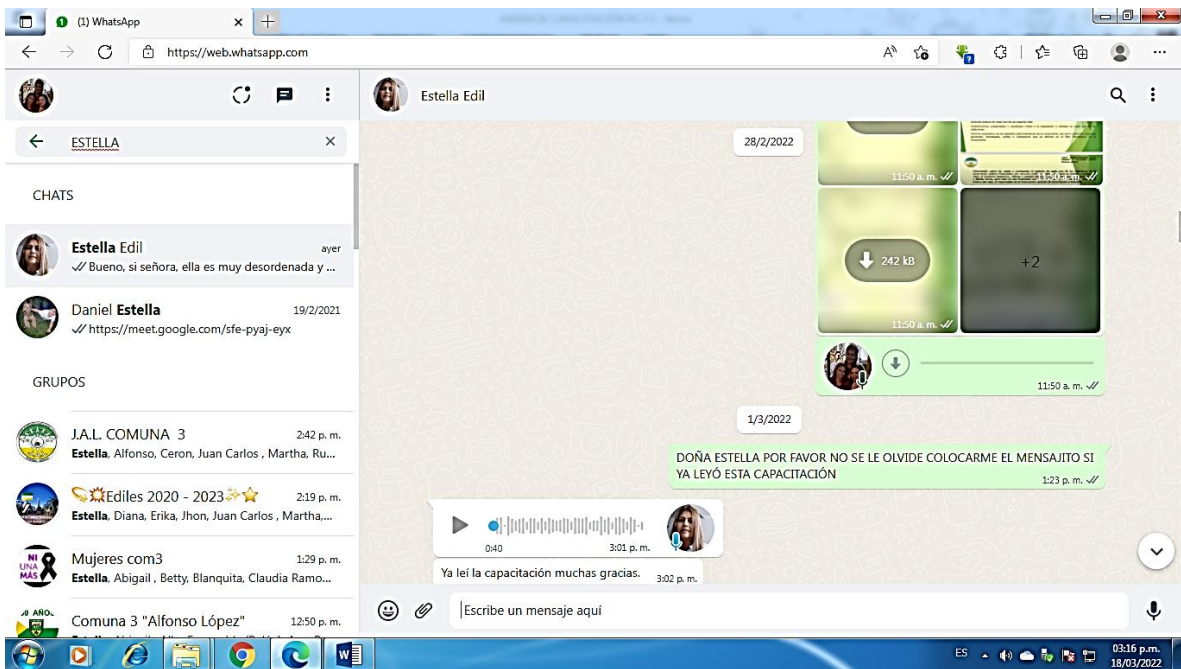 (1) WhatsApp
https://web.whatsapp.com
Estella Edil
ESTELLA
CHATS
Estella Edil ayer
Bueno, si señora, ella es muy desordenada y ...
Daniel Estella 19/2/2021
https://meet.google.com/sfe-pyaj-eyx
GRUPOS
J.A.L. COMUNA 3 2:42 p. m.
Estella, Alfonso, Ceron, Juan Carlos , Martha, Ru...
Ediles 2020 - 2023 2:19 p. m.
Estella, Diana, Erika, Jhon, Juan Carlos , Martha,...
NI
UNA
MÁS
Mujeres com3 1:29 p. m.
Estella, Abigail , Betty, Blanquita, Claudia Ramo...
Comuna 3 "Alfonso López" 12:50 p. m.
28/2/2022
11:50 a. m.
11:50 a. m.
242 kB
+2
11:50 a. m.
11:50 a. m.
1/3/2022
DOÑA ESTELLA POR FAVOR NO SE LE OLVIDE COLOCARME EL MENSAJITO SI
YA LEYÓ ESTA CAPACITACIÓN
1:23 p. m.
0:40 3:01 p. m.
Ya leí la capacitación muchas gracias. 3:02 p. m.
Escribe un mensaje aquí
ES
03:16 p.m.
18/03/2022